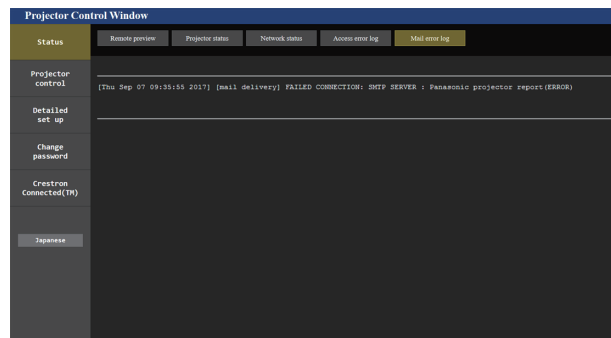 Projector Control Window
Status
Remote preview
Projector status
Network status
Access error log
Mail error log
Projector
control
[Thu Sep 07 09:35:55 2017] [mail delivery] FAILED CONNECTION: SMTP SERVER : Panasonic projector report(ERROR)
Detailed
set up
Change
password
Crestron
Connected(TM)
Japanese